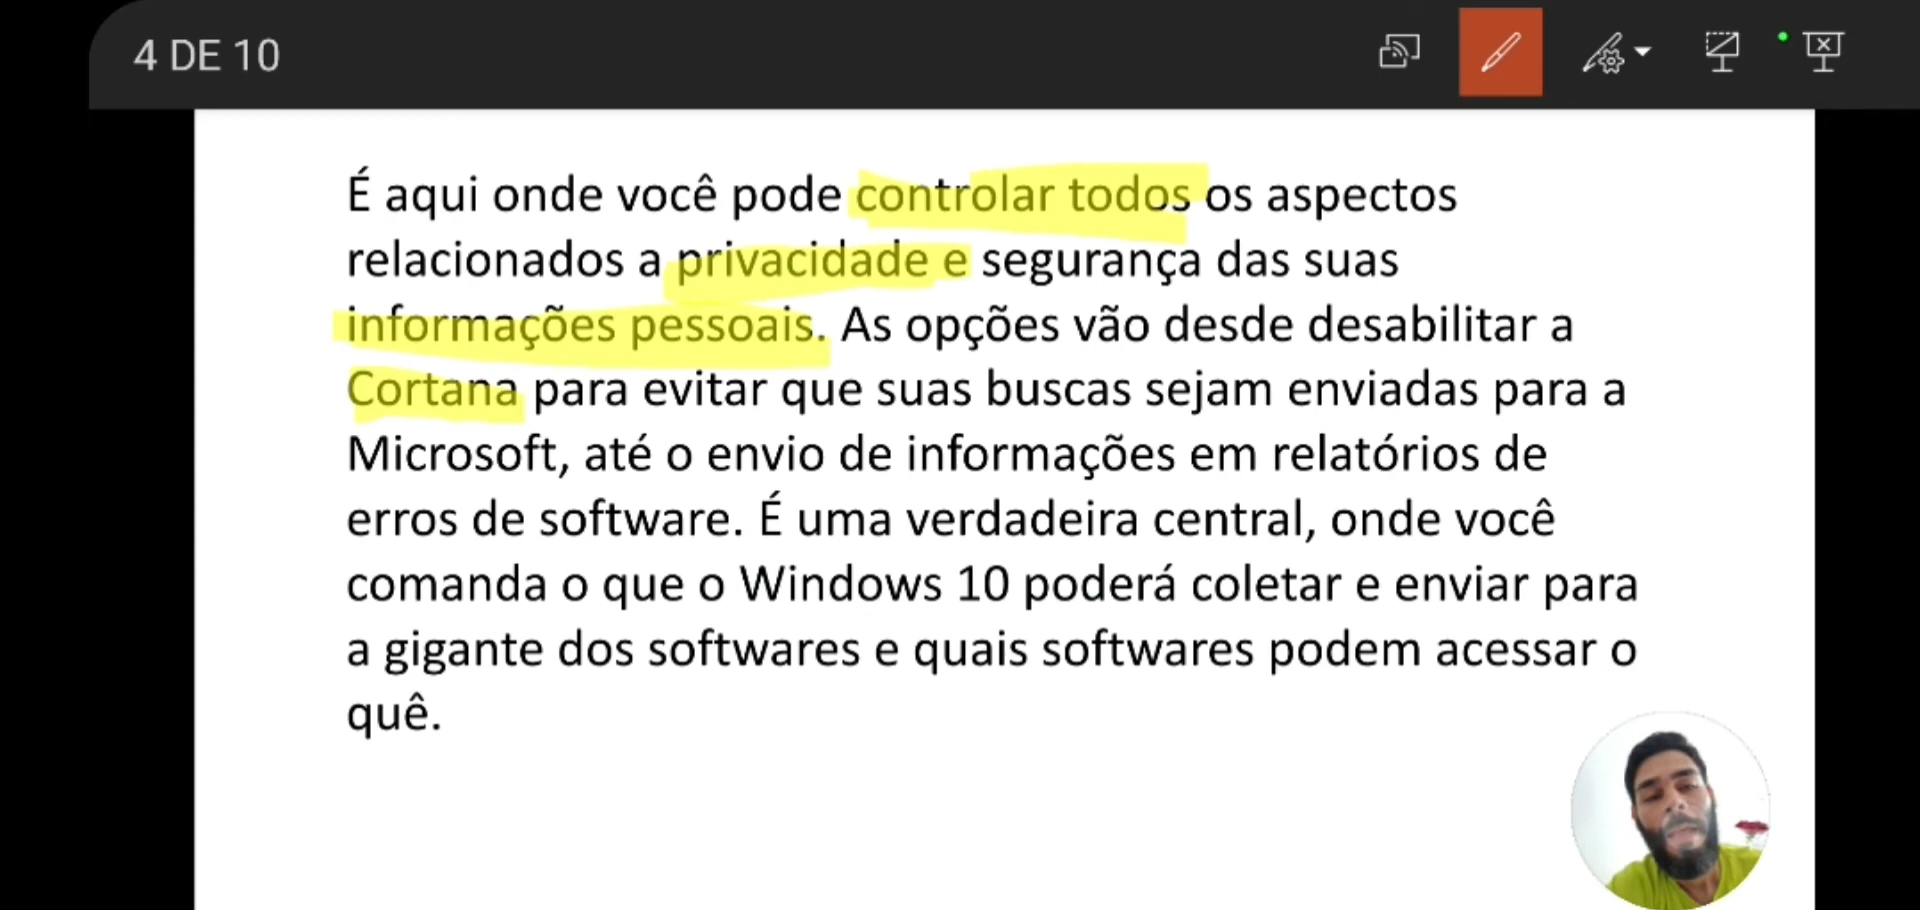 4 DE 10
É aqui onde você pode controlar todos os aspectos
relacionados a privacidade e segurança das suas
informações pessoais. As opções vão desde desabilitar a
Cortana para evitar que suas buscas sejam enviadas para a
Microsoft, até o envio de informações em relatórios de
erros de software. É uma verdadeira central, onde você
comanda o que o Windows 10 poderá coletar e enviar para
a gigante dos softwares e quais softwares podem acessar o
quê.